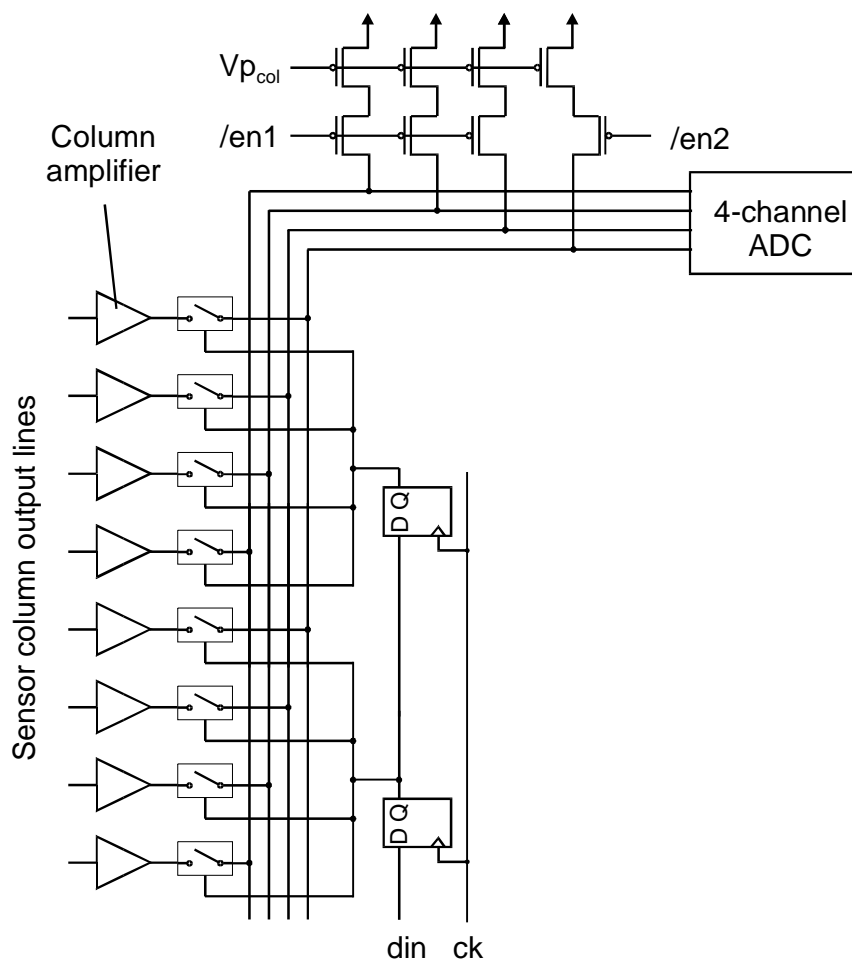 Vp_col
/en1
/en2
Column
amplifier
4-channel
ADC
Sensor column output lines
D Q
D Q
din
ck